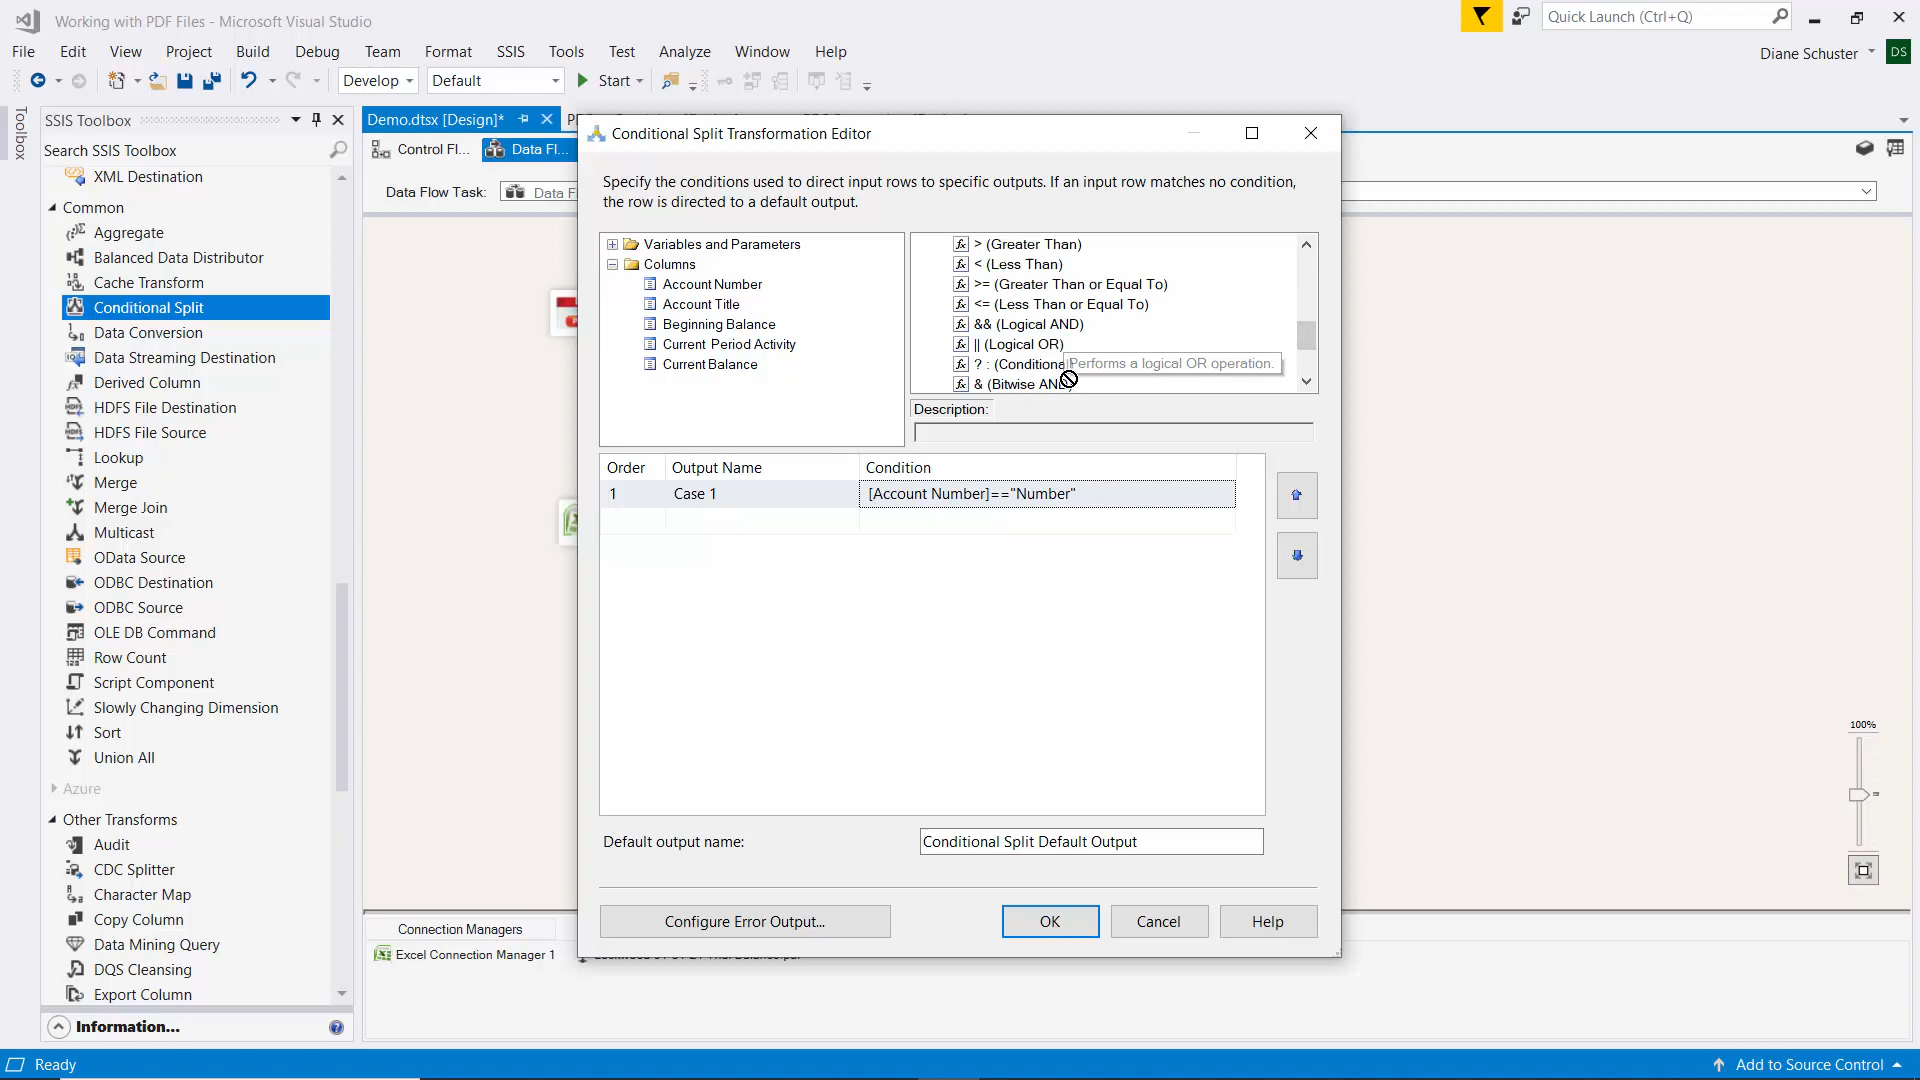 Working with PDF Files - Microsoft Visual Studio
Quick Launch (Ctrl+Q)
File Edit View Project Build Debug Team Format SSIS Tools Test Analyze Window Help
Diane Schuster DS
Develop Default Start
Toolbox
SSIS Toolbox
Search SSIS Toolbox
XML Destination
Common
Aggregate
Balanced Data Distributor
Cache Transform
Conditional Split
Data Conversion
Data Streaming Destination
Derived Column
HDFS File Destination
HDFS File Source
Lookup
Merge
Merge Join
Multicast
OData Source
ODBC Destination
ODBC Source
OLE DB Command
Row Count
Script Component
Slowly Changing Dimension
Sort
Union All
Azure
Other Transforms
Audit
CDC Splitter
Character Map
Copy Column
Data Mining Query
DQS Cleansing
Export Column
Information...
Demo.dtsx [Design]*
Control Fl... Data Fl...
Data Flow Task: Data F
Conditional Split Transformation Editor
Specify the conditions used to direct input rows to specific outputs. If an input row matches no condition,
the row is directed to a default output.
Variables and Parameters
Columns
Account Number
Account Title
Beginning Balance
Current Period Activity
Current Balance
> (Greater Than)
< (Less Than)
>= (Greater Than or Equal To)
<= (Less Than or Equal To)
&& (Logical AND)
|| (Logical OR)
? : (Conditional
Performs a logical OR operation.
& (Bitwise AND)
Description:
Order Output Name Condition
1 Case 1 [Account Number]=="Number"
Default output name: Conditional Split Default Output
Configure Error Output... OK Cancel Help
100%
Connection Managers
Excel Connection Manager 1
Ready
Add to Source Control